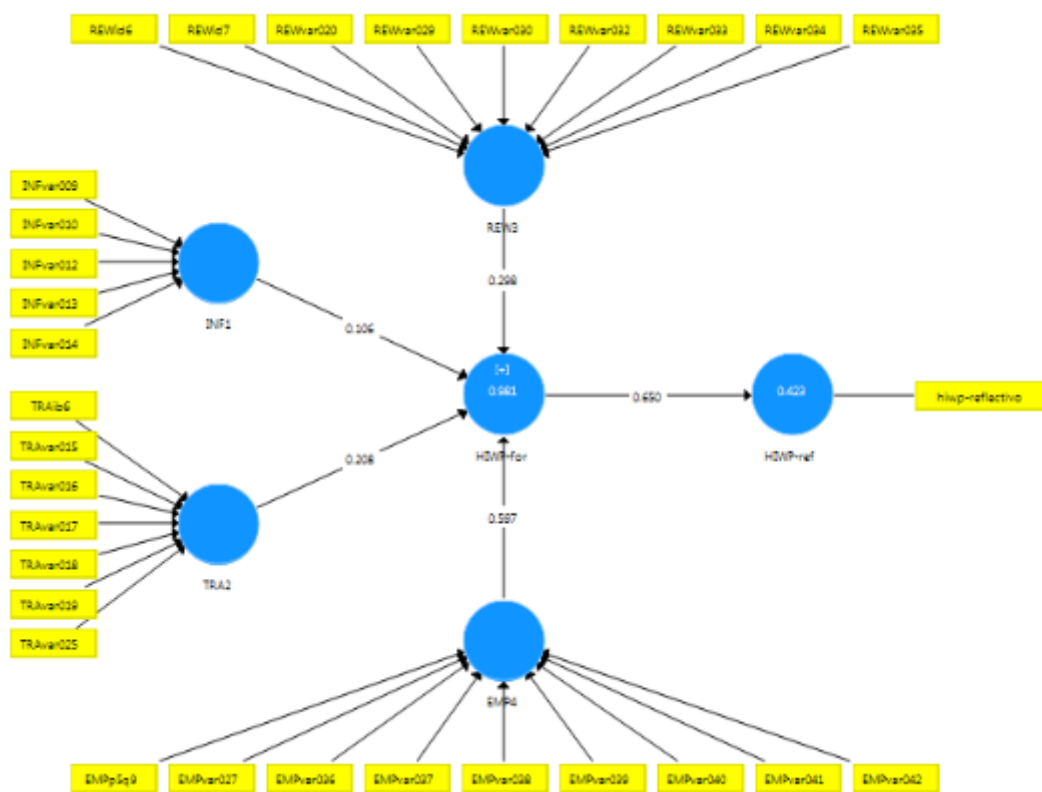 REWid6 REWid7 REWvar020 REWvar029 REWvar030 REWvar032 REWvar033 REWvar034 REWvar035
INFvar009
INFvar010
INFvar012
INFvar013
INFvar014
INF1
REW3
0.298
0.106
TRAib6
TRAvar015
TRAvar016
TRAvar017
TRAvar018
TRAvar019
TRAvar025
TRA2
0.208
[+]
0.981
HIWP-for
0.650
0.423
HIWP-ref
hiwp-reflectivo
0.597
EMP4
EMPp5q9 EMPvar027 EMPvar036 EMPvar037 EMPvar038 EMPvar039 EMPvar040 EMPvar041 EMPvar042